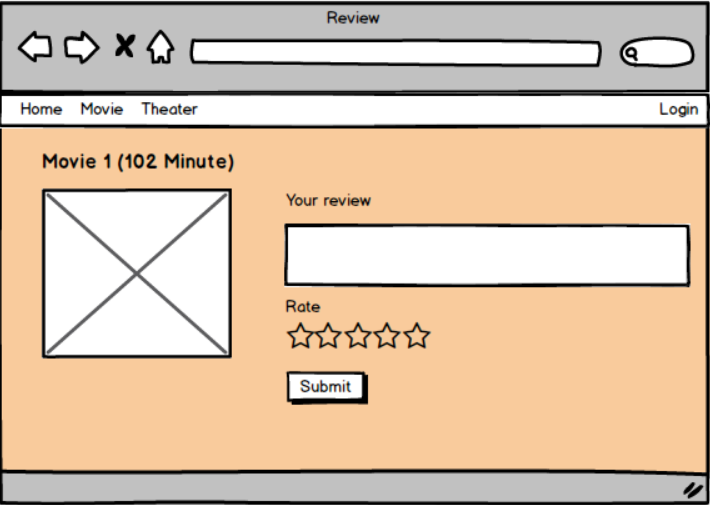 Review
Home Movie Theater Login
Movie 1 (102 Minute)
Your review
Rate
Submit